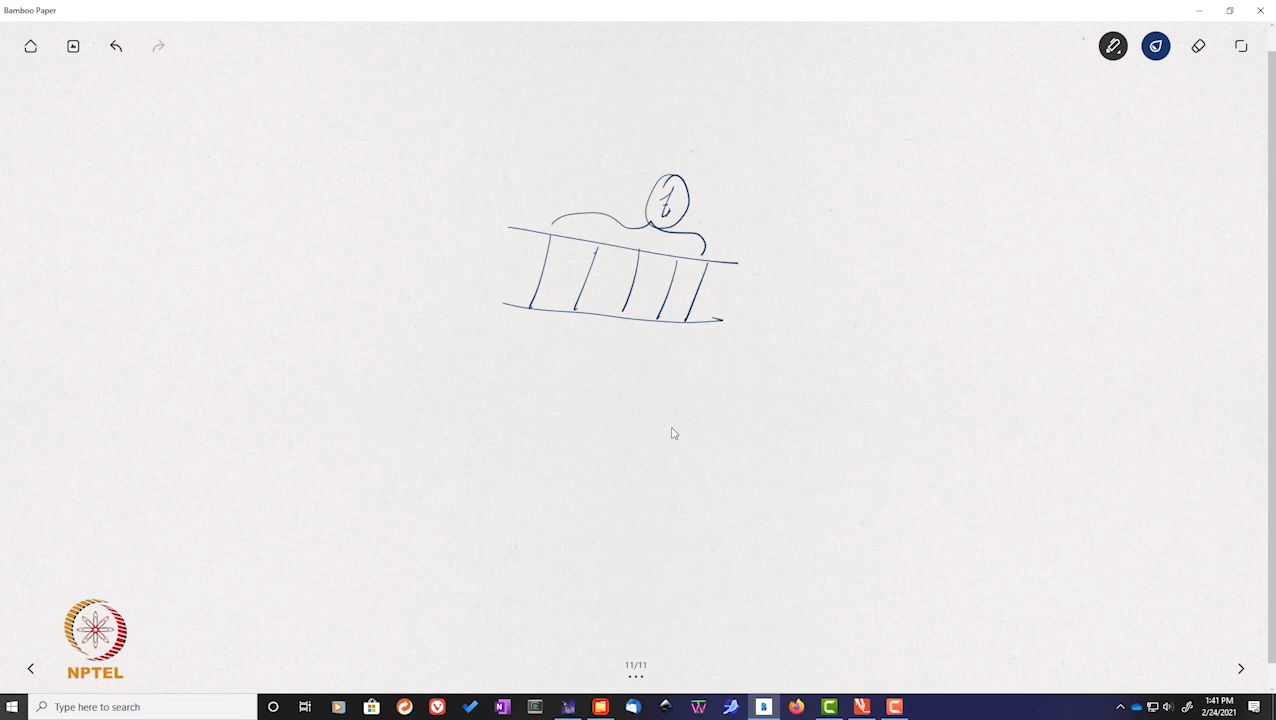 Bamboo Paper
t
11/11
NPTEL
Type here to search
1:41 PM
2/24/2021